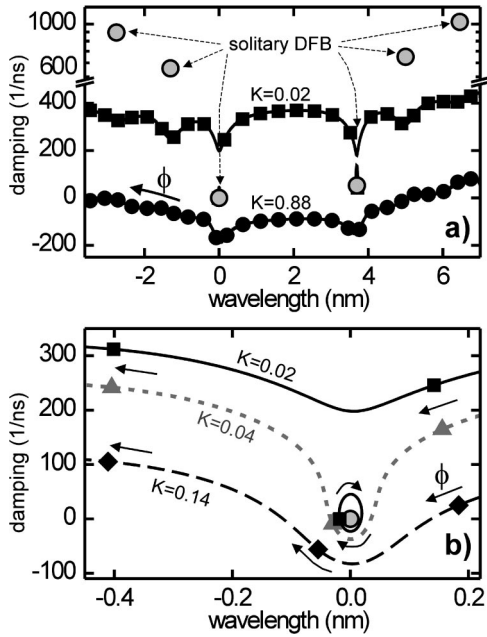 1000
600
400
200
0
-200
damping (1/ns)
solitary DFB
K=0.02
ϕ
K=0.88
a)
-2 0 2 4 6
wavelength (nm)
300
200
100
0
-100
damping (1/ns)
K=0.02
K=0.04
K=0.14
ϕ
b)
-0.4 -0.2 0.0 0.2
wavelength (nm)